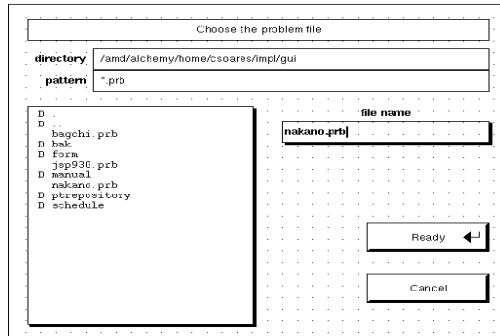 Choose the problem file
directory /amd/alchemy/home/csoares/impl/gui
pattern *.prb
D .
D ..
bagchi.prb
D bak
D form
jsp930.prb
D manual
nakano.prb
D ptrepository
D schedule
file name
nakano.prb
Ready
Cancel